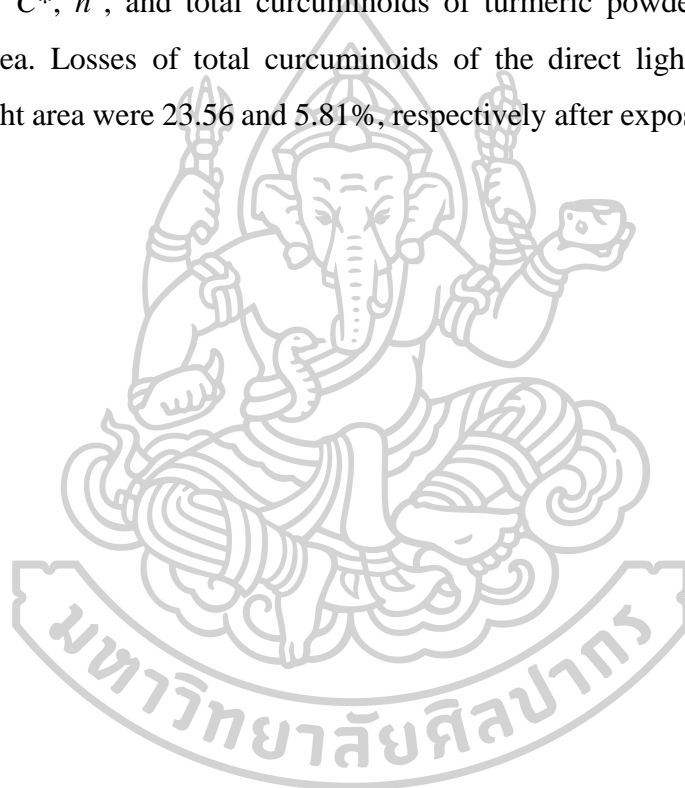 C*, h°, and total curcuminoids of turmeric powde
ea. Losses of total curcuminoids of the direct ligh
ht area were 23.56 and 5.81%, respectively after expos
มหาวิทยาลัยศิลปากร